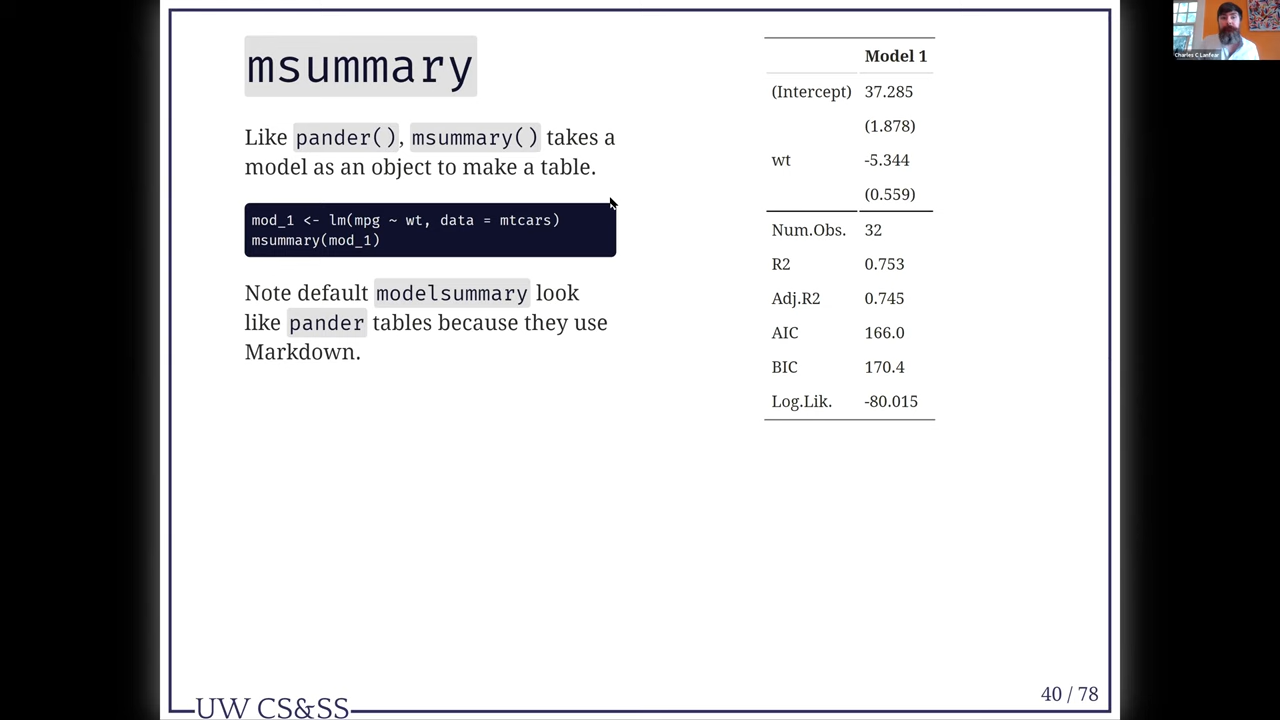 msummary
Like pander(), msummary() takes a
model as an object to make a table.
mod_1 <- lm(mpg ~ wt, data = mtcars)
msummary(mod_1)
Note default modelsummary look
like pander tables because they use
Markdown.
Model 1
(Intercept) 37.285
(1.878)
wt -5.344
(0.559)
Num.Obs. 32
R2 0.753
Adj.R2 0.745
AIC 166.0
BIC 170.4
Log.Lik. -80.015
UW CS&SS
40 / 78
Charles C Lanfear